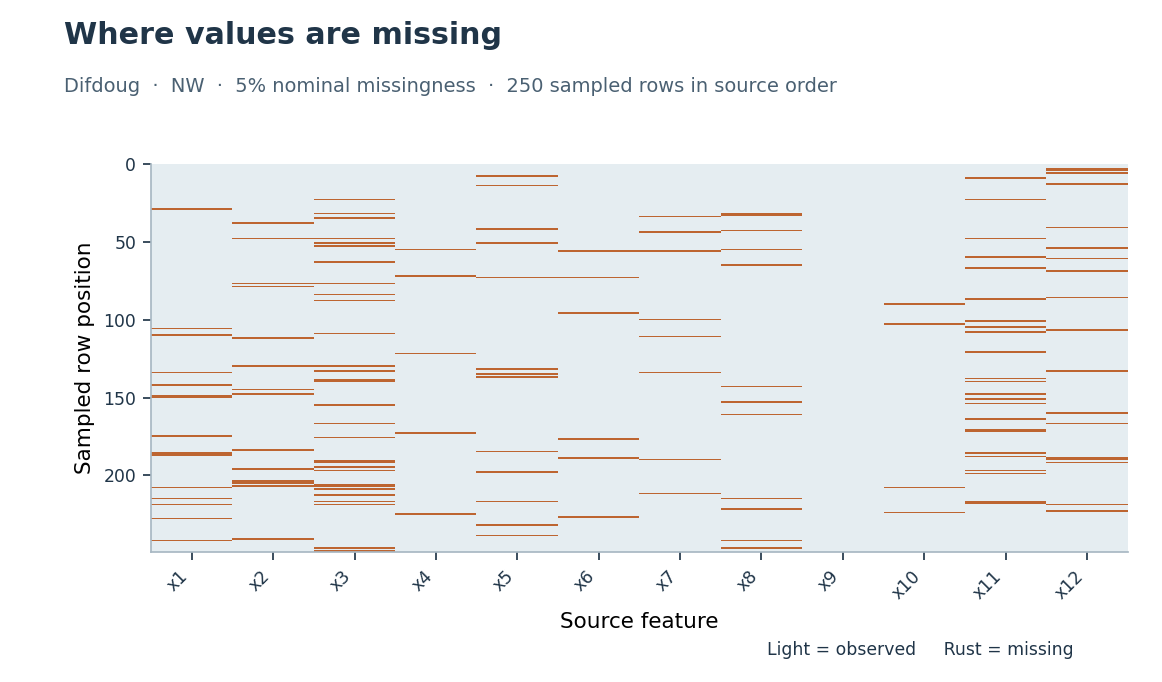 Where values are missing
Difdoug · NW · 5% nominal missingness · 250 sampled rows in source order
0
50
100
150
200
Sampled row position
x1 x2 x3 x4 x5 x6 x7 x8 x9 x10 x11 x12
Source feature
Light = observed Rust = missing